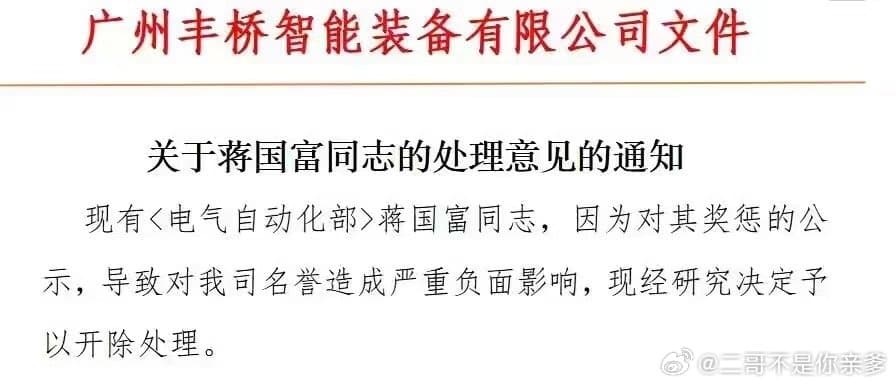 广州丰桥智能装备有限公司文件
关于蒋国富同志的处理意见的通知
现有<电气自动化部>蒋国富同志，因为对其奖惩的公
示，导致对我司名誉造成严重负面影响，现经研究决定予
以开除处理。
@二哥不是你亲爹